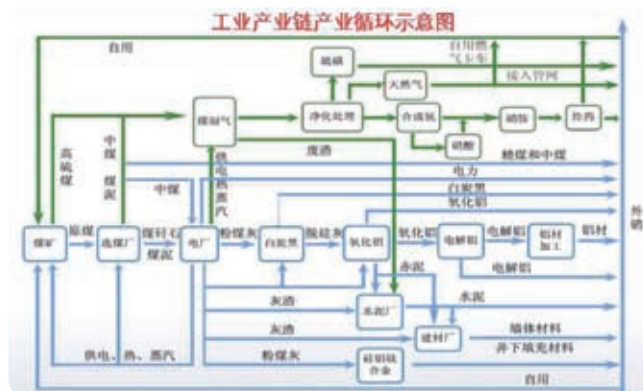 工业产业链产业循环示意图
自用
自用燃
气卡车
硫磺
天然气
接入管网
煤制气
净化处理
合成氨
硝铵
炸药
硝酸
高硫煤
中煤
煤泥
供电热蒸汽
废渣
中煤
精煤和中煤
电力
白炭黑
氧化铝
外销
煤矿
原煤
选煤厂
煤矸石
煤泥
电厂
粉煤灰
白炭黑
脱硅灰
氧化铝
氧化铝
电解铝
电解铝
铝材
加工
铝材
赤泥
电解铝
灰渣
水泥厂
水泥
灰渣
建材厂
墙体材料
井下填充材料
供电、热、蒸汽
粉煤灰
硅铝钛
合金
自用